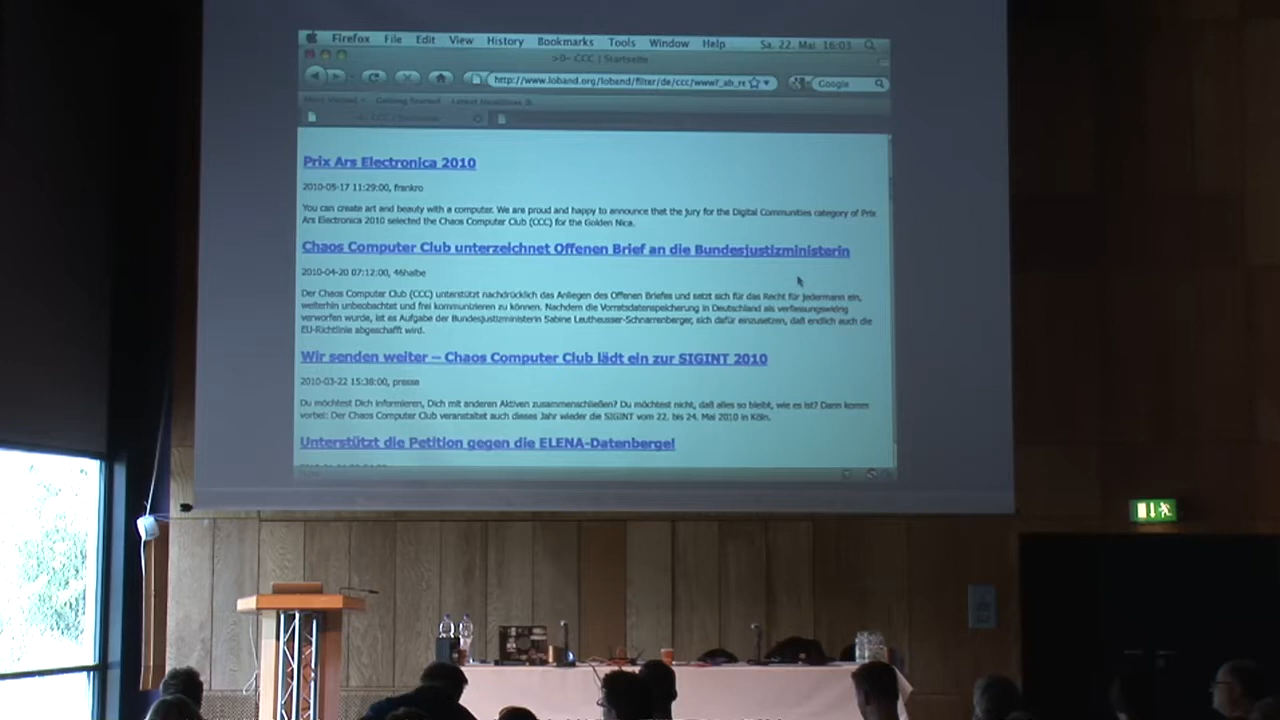 Firefox File Edit View History Bookmarks Tools Window Help Sa. 22. Mai 16:03
>0- CCC | Startseite
http://www.loband.org/loband/filter/de/ccc/www?_ab_re
Google
Most Visited Getting Started Latest Headlines
Prix Ars Electronica 2010
2010-05-17 11:29:00, frankro
You can create art and beauty with a computer. We are proud and happy to announce that the jury for the Digital Communities category of Prix
Ars Electronica 2010 selected the Chaos Computer Club (CCC) for the Golden Nica.
Chaos Computer Club unterzeichnet Offenen Brief an die Bundesjustizministerin
2010-04-20 07:12:00, 46halbe
Der Chaos Computer Club (CCC) unterstützt nachdrücklich das Anliegen des Offenen Briefes und setzt sich für das Recht für jedermann ein,
weiterhin unbeobachtet und frei kommunizieren zu können. Nachdem die Vorratsdatenspeicherung in Deutschland als verfassungswidrig
verworfen wurde, ist es Aufgabe der Bundesjustizministerin Sabine Leutheusser-Schnarrenberger, sich dafür einzusetzen, daß endlich auch die
EU-Richtlinie abgeschafft wird.
Wir senden weiter – Chaos Computer Club lädt ein zur SIGINT 2010
2010-03-22 15:38:00, presse
Du möchtest Dich informieren, Dich mit anderen Aktiven zusammenschließen? Du möchtest nicht, daß alles so bleibt, wie es ist? Dann komm
vorbei: Der Chaos Computer Club veranstaltet auch dieses Jahr wieder die SIGINT vom 22. bis 24. Mai 2010 in Köln.
Unterstützt die Petition gegen die ELENA-Datenberge!